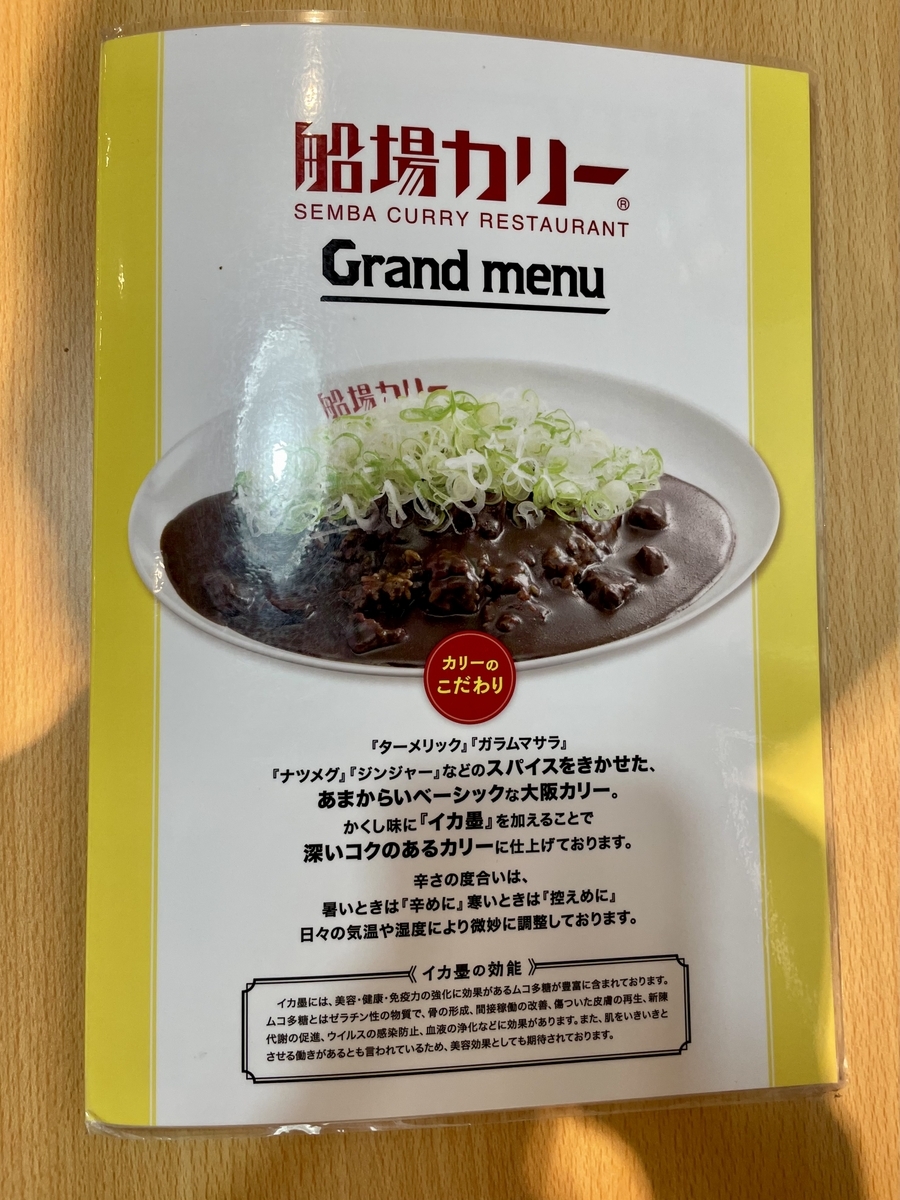 船場カリー®
SEMBA CURRY RESTAURANT
Grand menu
船場カリー
カリーの
こだわり
『ターメリック』『ガラムマサラ』
『ナツメグ』『ジンジャー』などのスパイスをきかせた、
あまからいベーシックな大阪カリー。
かくし味に『イカ墨』を加えることで
深いコクのあるカリーに仕上げております。
辛さの度合いは、
暑いときは『辛めに』寒いときは『控えめに』
日々の気温や湿度により微妙に調整しております。
イカ墨の効能
イカ墨には、美容・健康・免疫力の強化に効果があるムコ多糖が豊富に含まれております。
ムコ多糖とはゼラチン性の物質で、骨の形成、間接稼働の改善、傷ついた皮膚の再生、新陳
代謝の促進、ウイルスの感染防止、血液の浄化などに効果があります。また、肌をいきいきと
させる働きがあるとも言われているため、美容効果としても期待されております。